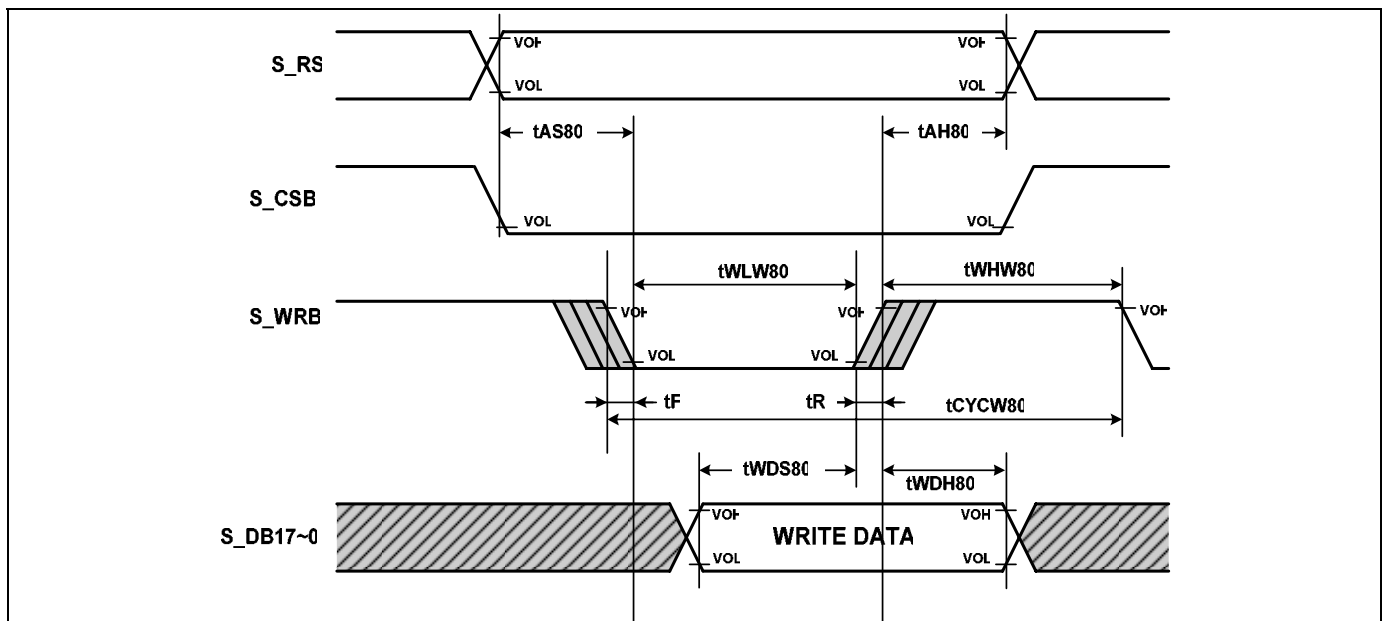 S_RS
VOH
VOH
VOL
VOL
tAS80
tAH80
S_CSB
VOL
VOL
tWLW80
tWHW80
S_WRB
VOH
VOH
VOH
VOL
VOL
tF
tR
tCYCW80
tWDS80
tWDH80
S_DB17~0
VOH
VOH
WRITE DATA
VOL
VOL